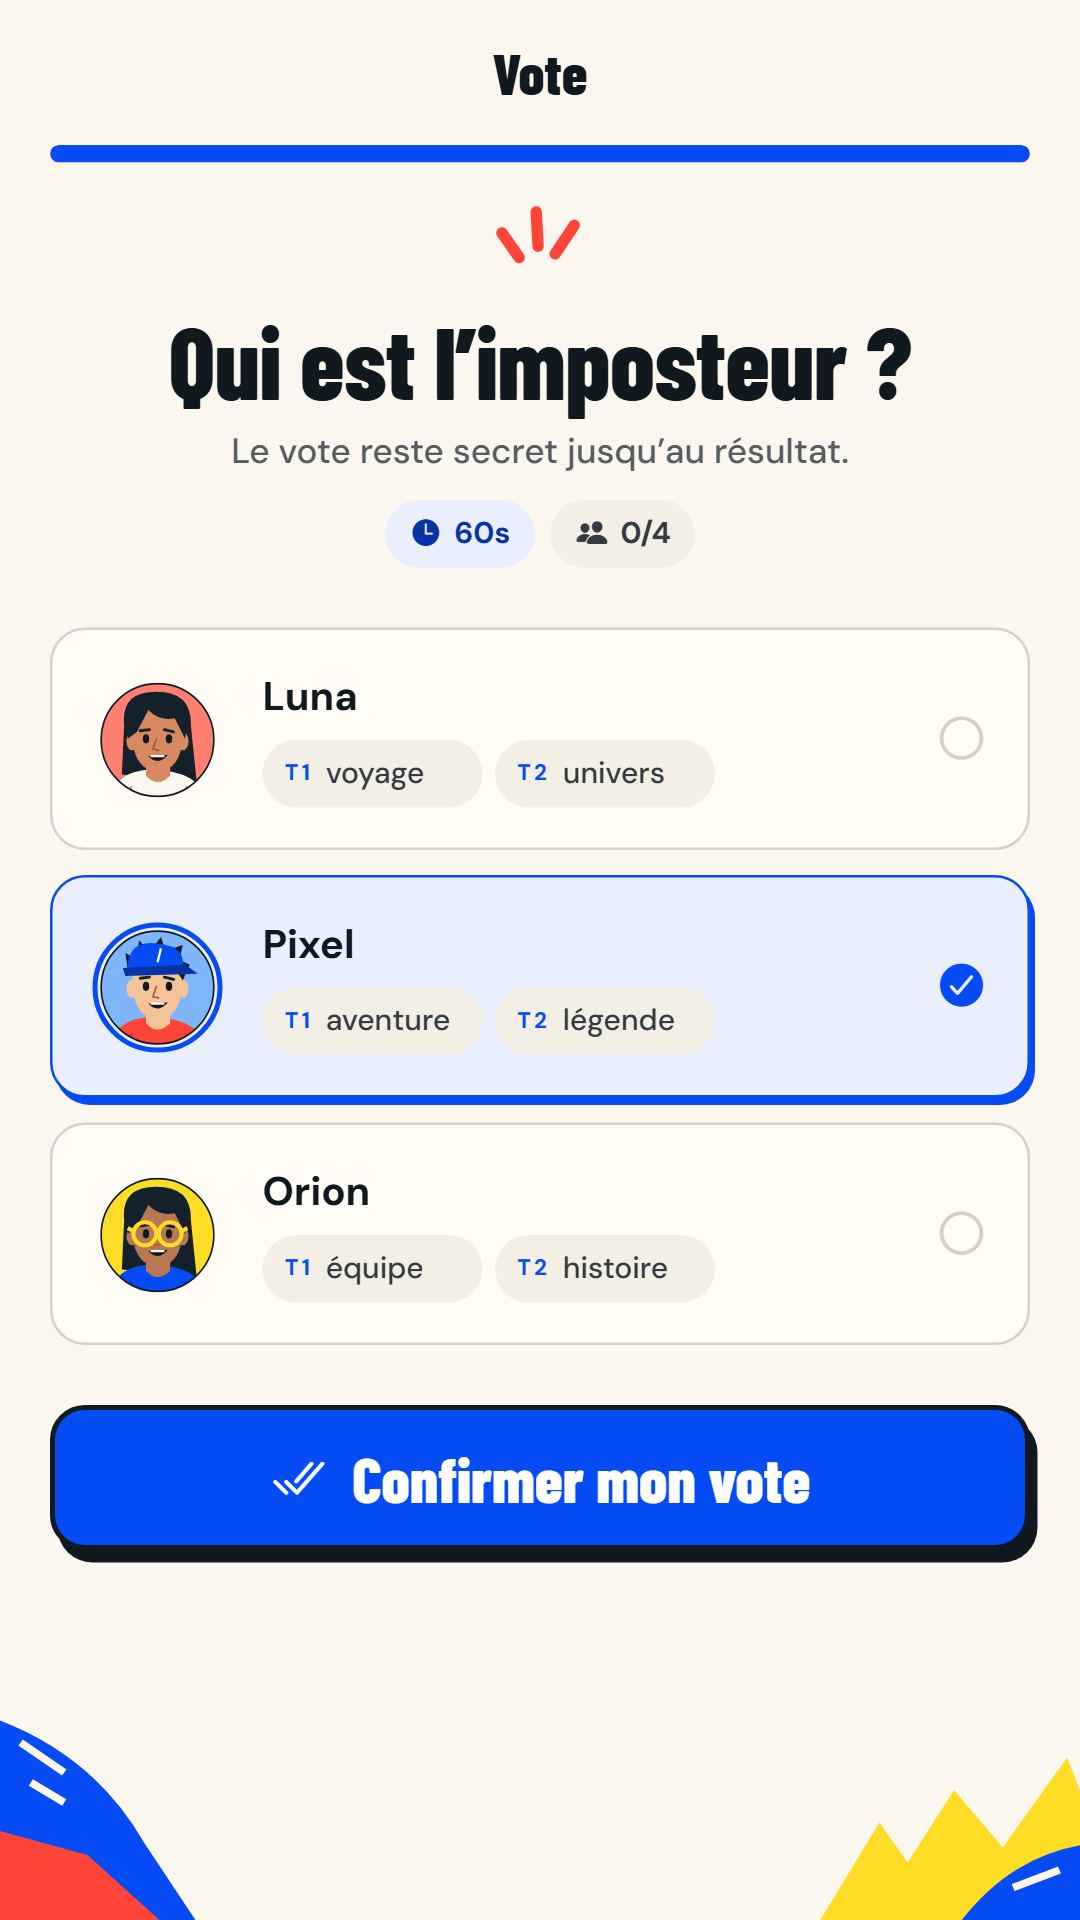 Vote
Qui est l’imposteur ?
Le vote reste secret jusqu’au résultat.
60s 0/4
Luna
T1 voyage T2 univers
Pixel
T1 aventure T2 légende
Orion
T1 équipe T2 histoire
Confirmer mon vote